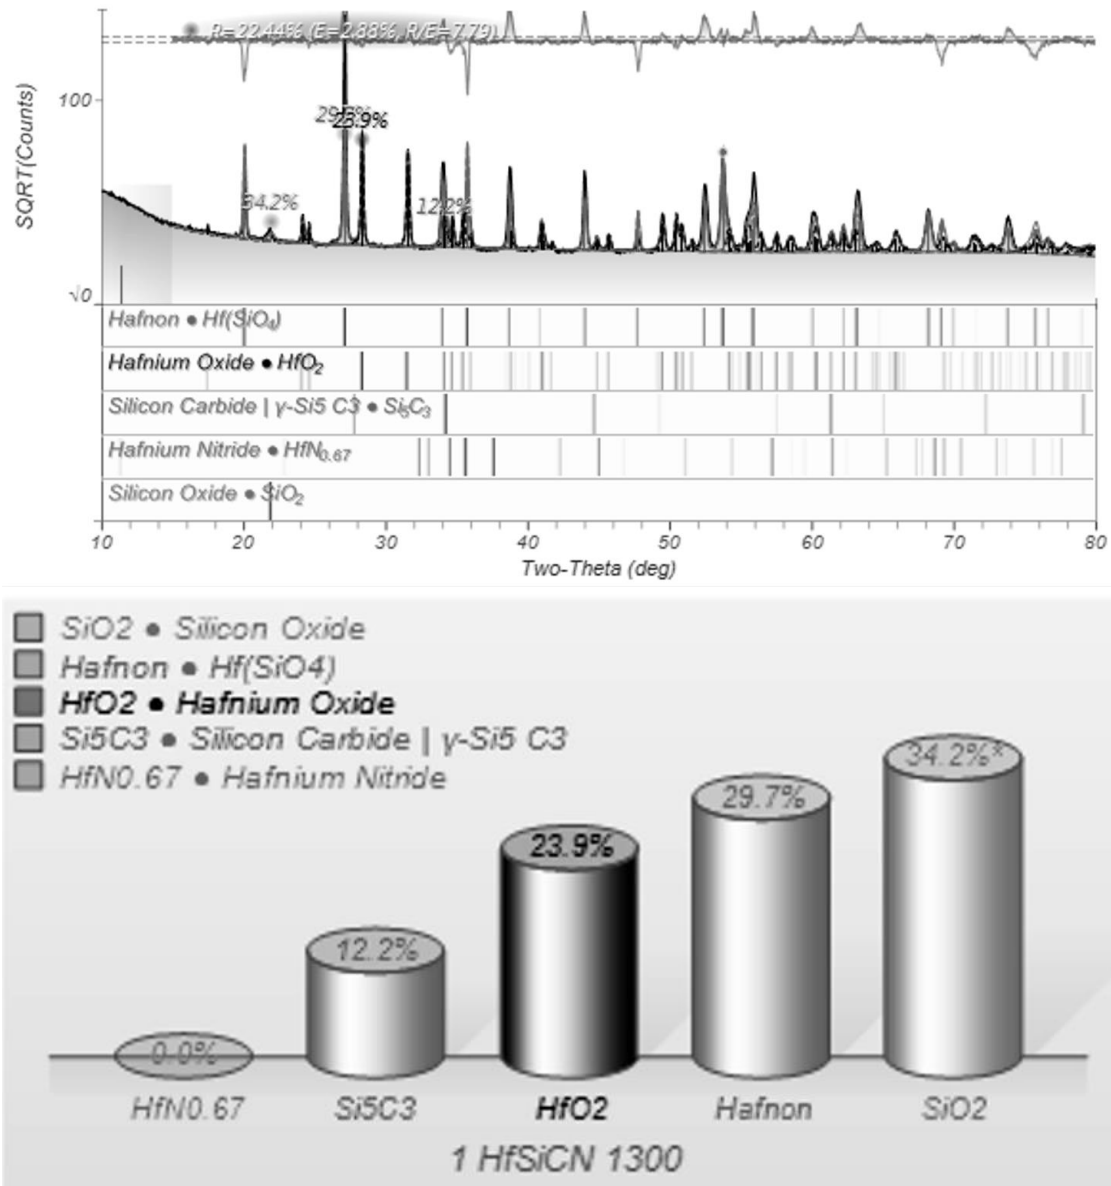 R=22.44% (E=2.88%, R/E=7.79)
SQRT(Counts)
100
23.9%
34.2%
12.2%
√0
Hafnon ● Hf(SiO4)
Hafnium Oxide ● HfO2
Silicon Carbide | γ-Si5 C3 ● Si5C3
Hafnium Nitride ● HfN0.67
Silicon Oxide ● SiO2
10 20 30 40 50 60 70 80
Two-Theta (deg)
SiO2 ● Silicon Oxide
Hafnon ● Hf(SiO4)
HfO2 ● Hafnium Oxide
Si5C3 ● Silicon Carbide | γ-Si5 C3
HfN0.67 ● Hafnium Nitride
34.2%*
29.7%
23.9%
12.2%
0.0%
HfN0.67 Si5C3 HfO2 Hafnon SiO2
1 HfSiCN 1300